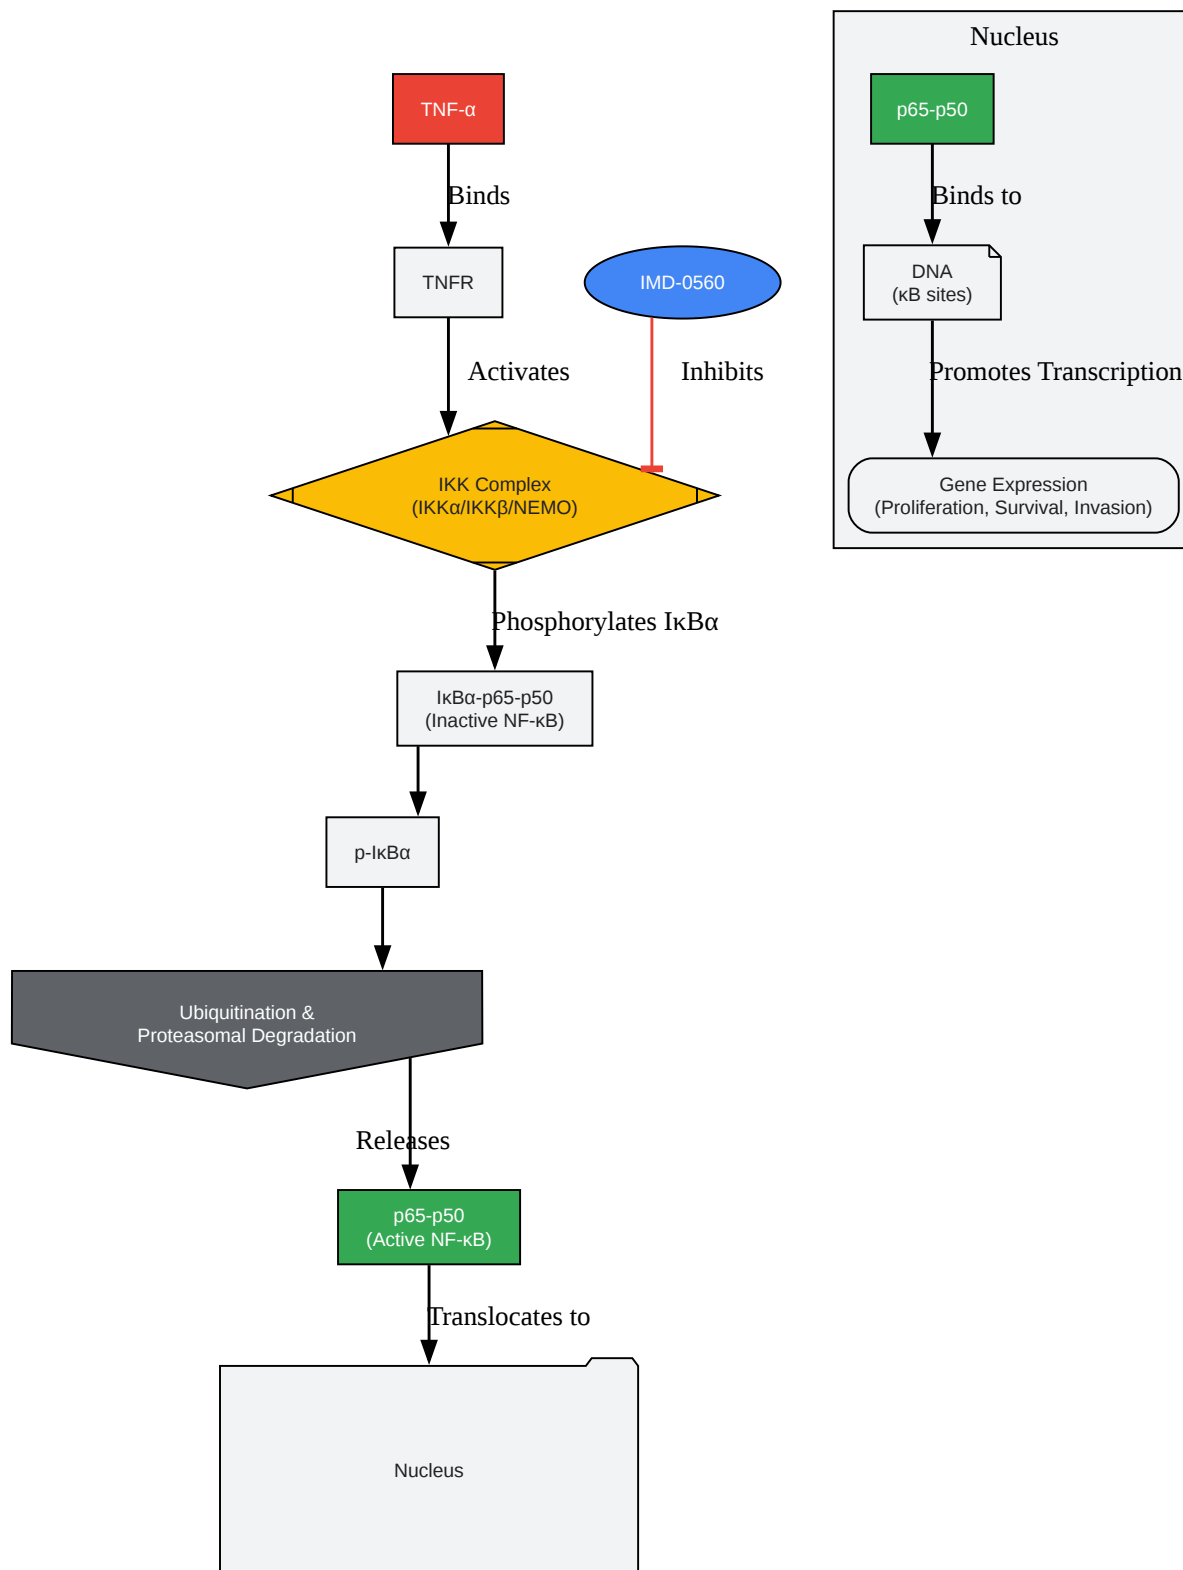 TNF-α
Binds
TNFR
IMD-0560
Activates
Inhibits
IKK Complex
(IKKα/IKKβ/NEMO)
Phosphorylates IκBα
IκBα-p65-p50
(Inactive NF-κB)
p-IκBα
Ubiquitination &
Proteasomal Degradation
Releases
p65-p50
(Active NF-κB)
Translocates to
Nucleus
Nucleus
p65-p50
Binds to
DNA
(κB sites)
Promotes Transcription
Gene Expression
(Proliferation, Survival, Invasion)